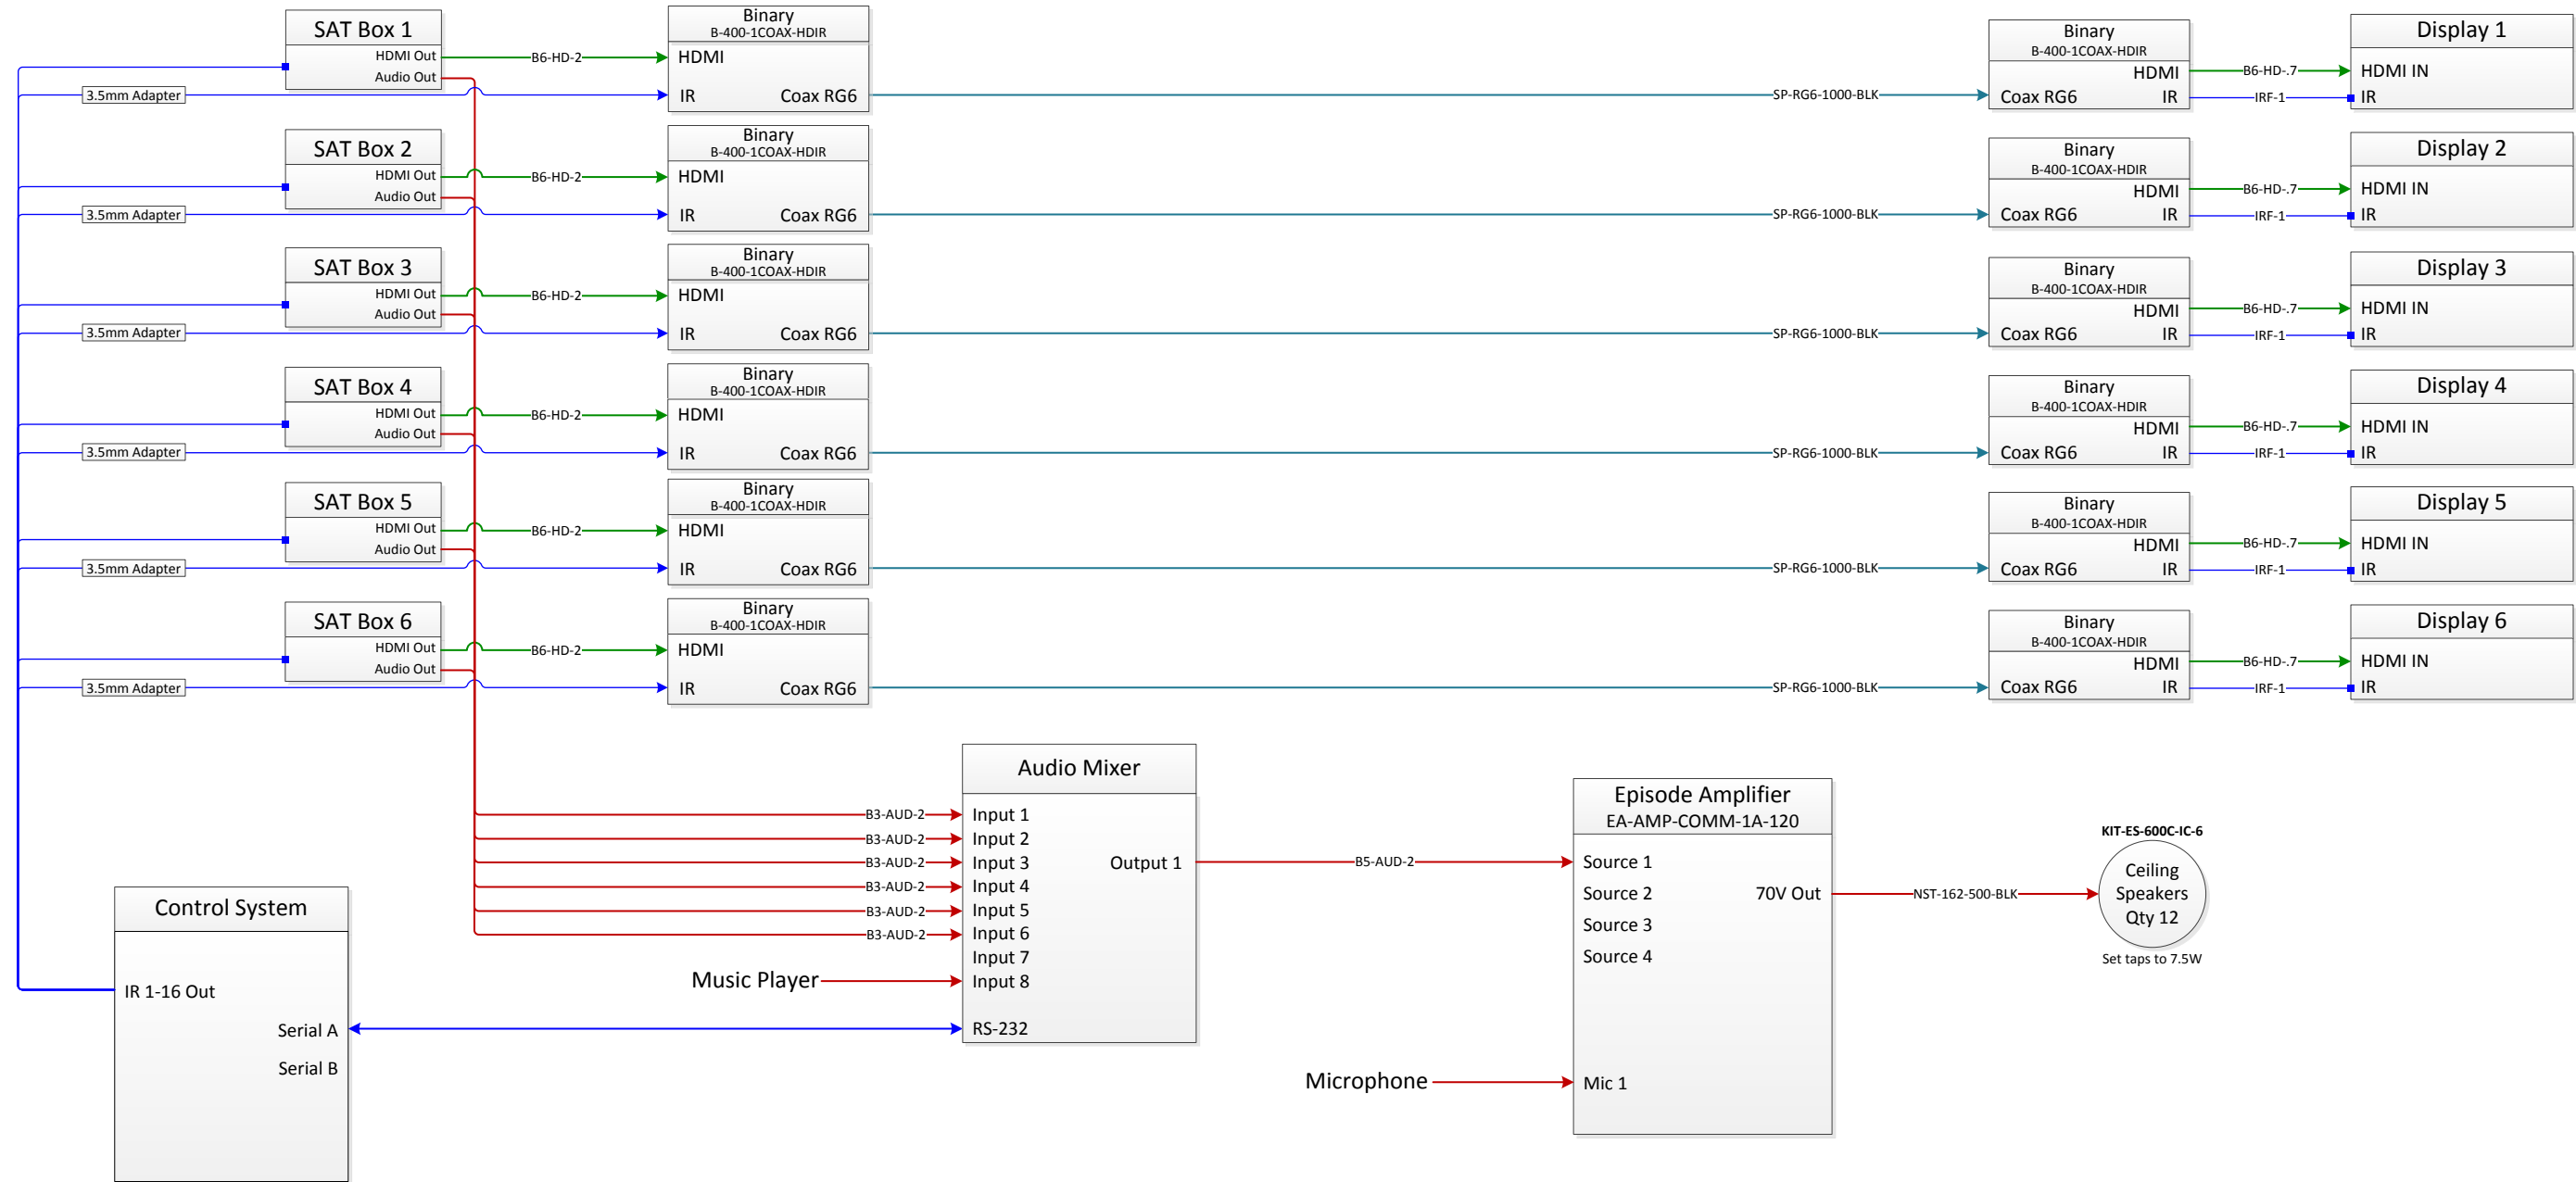 SAT Box 1
HDMI Out
Audio Out
3.5mm Adapter
B6-HD-2
Binary
B-400-1COAX-HDIR
HDMI
IR Coax RG6
SP-RG6-1000-BLK
Binary
B-400-1COAX-HDIR
HDMI
Coax RG6 IR
B6-HD-.7
IRF-1
Display 1
HDMI IN
IR
SAT Box 2
HDMI Out
Audio Out
3.5mm Adapter
B6-HD-2
Binary
B-400-1COAX-HDIR
HDMI
IR Coax RG6
SP-RG6-1000-BLK
Binary
B-400-1COAX-HDIR
HDMI
Coax RG6 IR
B6-HD-.7
IRF-1
Display 2
HDMI IN
IR
SAT Box 3
HDMI Out
Audio Out
3.5mm Adapter
B6-HD-2
Binary
B-400-1COAX-HDIR
HDMI
IR Coax RG6
SP-RG6-1000-BLK
Binary
B-400-1COAX-HDIR
HDMI
Coax RG6 IR
B6-HD-.7
IRF-1
Display 3
HDMI IN
IR
SAT Box 4
HDMI Out
Audio Out
3.5mm Adapter
B6-HD-2
Binary
B-400-1COAX-HDIR
HDMI
IR Coax RG6
SP-RG6-1000-BLK
Binary
B-400-1COAX-HDIR
HDMI
Coax RG6 IR
B6-HD-.7
IRF-1
Display 4
HDMI IN
IR
SAT Box 5
HDMI Out
Audio Out
3.5mm Adapter
B6-HD-2
Binary
B-400-1COAX-HDIR
HDMI
IR Coax RG6
SP-RG6-1000-BLK
Binary
B-400-1COAX-HDIR
HDMI
Coax RG6 IR
B6-HD-.7
IRF-1
Display 5
HDMI IN
IR
SAT Box 6
HDMI Out
Audio Out
3.5mm Adapter
B6-HD-2
Binary
B-400-1COAX-HDIR
HDMI
IR Coax RG6
SP-RG6-1000-BLK
Binary
B-400-1COAX-HDIR
HDMI
Coax RG6 IR
B6-HD-.7
IRF-1
Display 6
HDMI IN
IR
Control System
IR 1-16 Out
Serial A
Serial B
B3-AUD-2
B3-AUD-2
B3-AUD-2
B3-AUD-2
B3-AUD-2
B3-AUD-2
Music Player
Audio Mixer
Input 1
Input 2
Input 3 Output 1
Input 4
Input 5
Input 6
Input 7
Input 8
RS-232
B5-AUD-2
Microphone
Episode Amplifier
EA-AMP-COMM-1A-120
Source 1
Source 2 70V Out
Source 3
Source 4
Mic 1
NST-162-500-BLK
KIT-ES-600C-IC-6
Ceiling
Speakers
Qty 12
Set taps to 7.5W